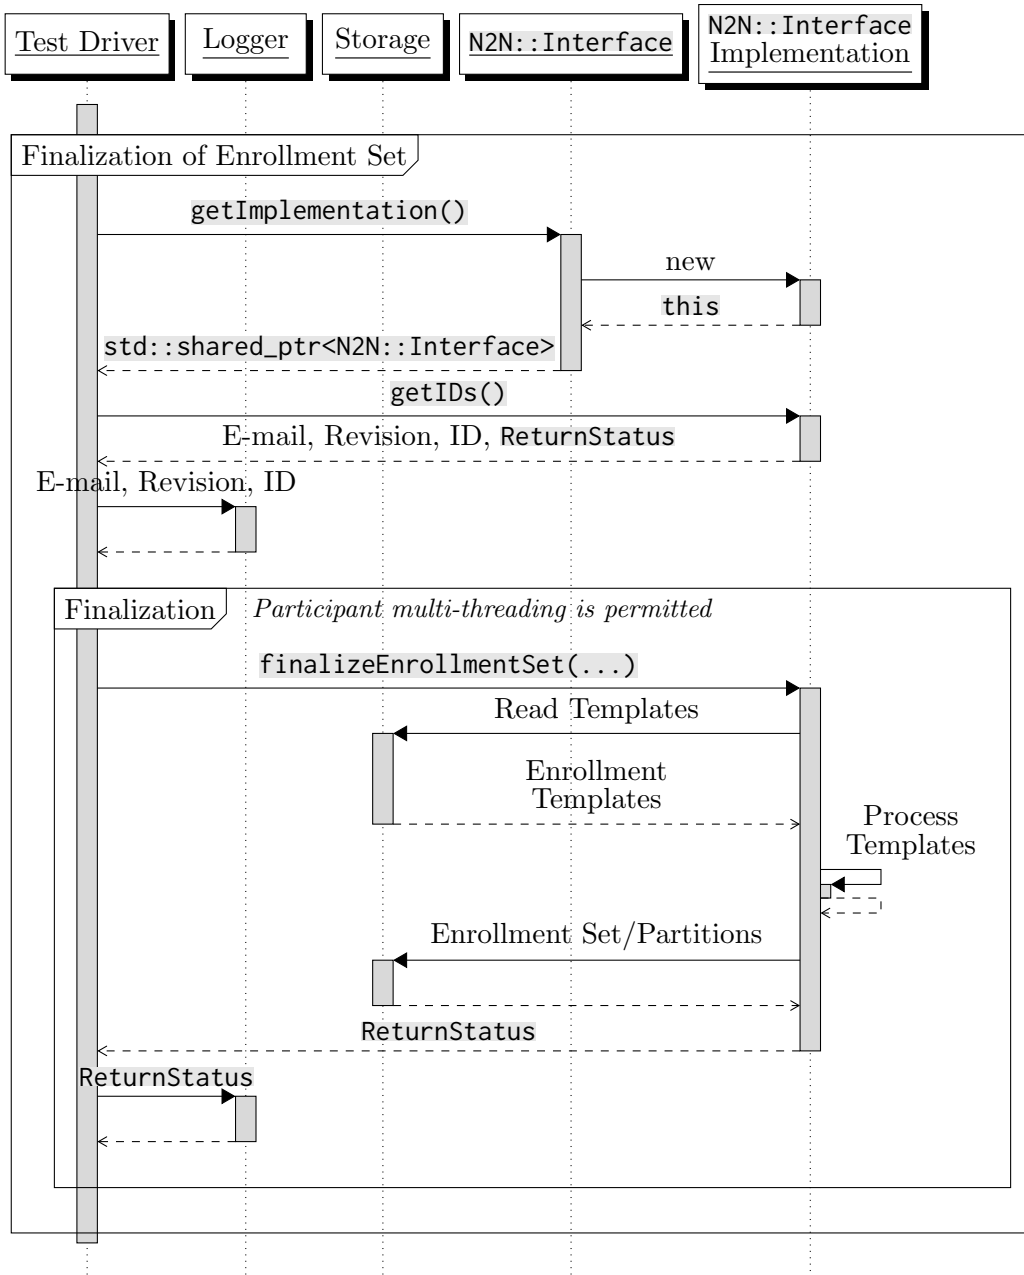 Test Driver
Logger
Storage
N2N::Interface
N2N::Interface
Implementation
Finalization of Enrollment Set
getImplementation()
new
this
std::shared_ptr<N2N::Interface>
getIDs()
E-mail, Revision, ID, ReturnStatus
E-mail, Revision, ID
Finalization
Participant multi-threading is permitted
finalizeEnrollmentSet(...)
Read Templates
Enrollment
Templates
Process
Templates
Enrollment Set/Partitions
ReturnStatus
ReturnStatus